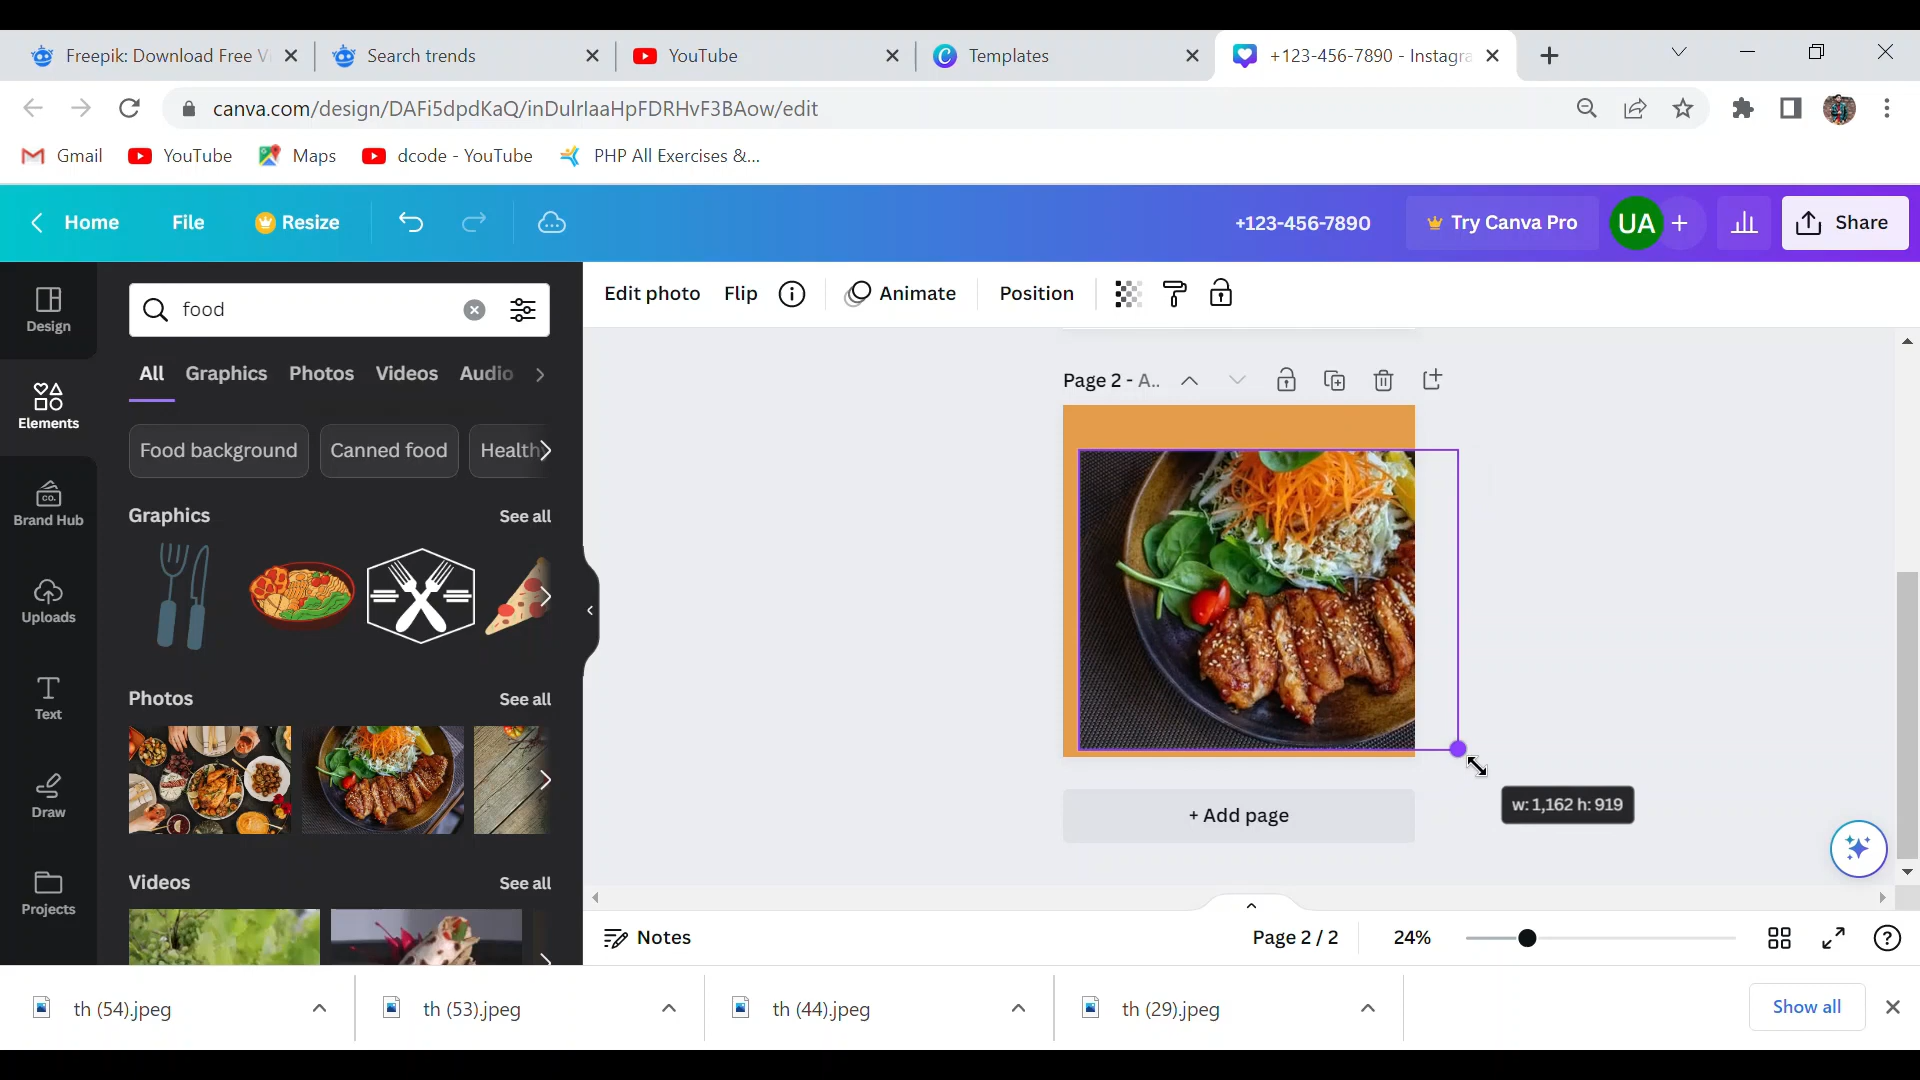 Freepik: Download Free V
Search trends
YouTube
Templates
+123-456-7890 - Instagra
canva.com/design/DAFi5dpdKaQ/inDulrlaaHpFDRHvF3BAow/edit
Gmail
YouTube
Maps
dcode - YouTube
PHP All Exercises &...
Home
File
Resize
+123-456-7890
Try Canva Pro
UA
Share
Design
Elements
Brand Hub
CO.
Uploads
Text
Draw
Projects
food
All
Graphics
Photos
Videos
Audio
Food background
Canned food
Healthy
Graphics
See all
Photos
See all
Videos
See all
Edit photo
Flip
Animate
Position
Page 2 - A..
w: 1,162 h: 919
+ Add page
Notes
Page 2 / 2
24%
th (54).jpeg
th (53).jpeg
th (44).jpeg
th (29).jpeg
Show all